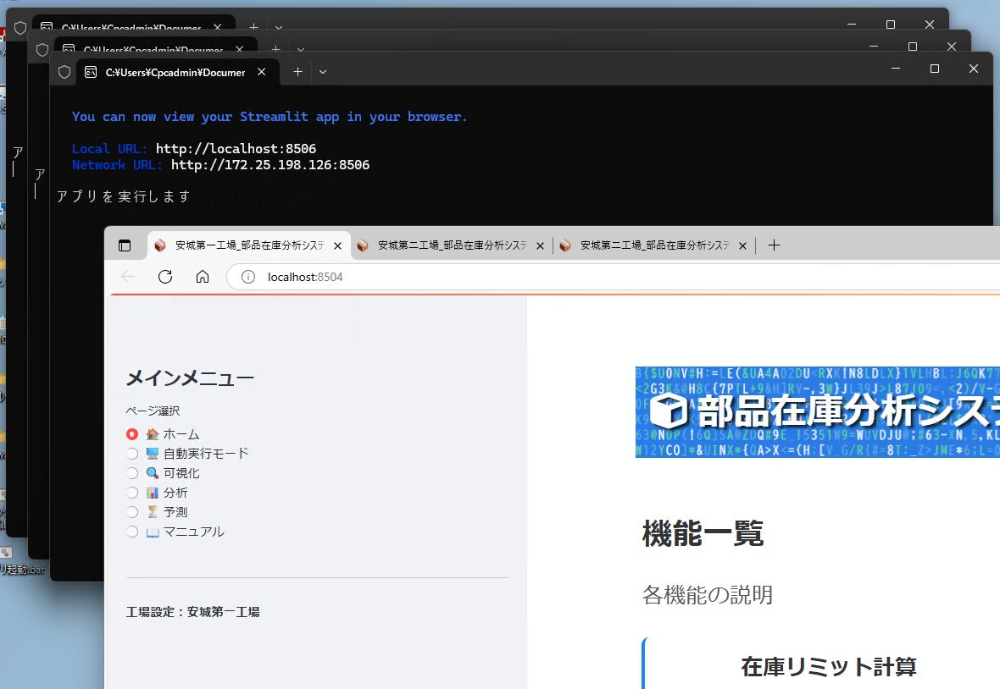 C:¥Users¥Cpcadmin¥Documer
C:¥Users¥Cpcadmin¥Documer
C:¥Users¥Cpcadmin¥Documer
You can now view your Streamlit app in your browser.
Local URL: http://localhost:8506
Network URL: http://172.25.198.126:8506
ア
ア
アプリを実行します
安城第一工場_部品在庫分析システ
安城第二工場_部品在庫分析システ
安城第二工場_部品在庫分析システ
localhost:8504
メインメニュー
ページ選択
ホーム
自動実行モード
可視化
分析
予測
マニュアル
工場設定：安城第一工場
リ起動.bat
部品在庫分析システ
機能一覧
各機能の説明
在庫リミット計算